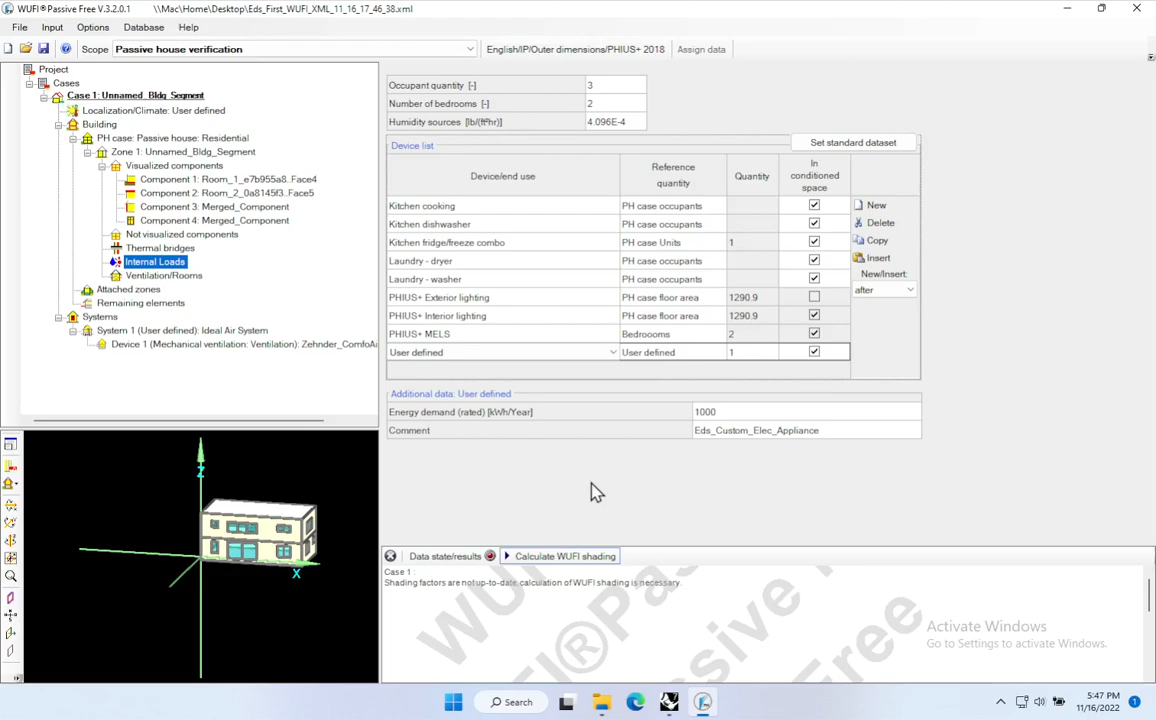 WUFI®Passive Free V.3.2.0.1 \\Mac\Home\Desktop\Eds_First_WUFI_XML_11_16_17_46_38.xml
File Input Options Database Help
Scope Passive house verification English/IP/Outer dimensions/PHIUS+ 2018 Assign data
Project
Cases
Case 1: Unnamed_Bldg_Segment
Localization/Climate: User defined
Building
PH case: Passive house: Residential
Zone 1: Unnamed_Bldg_Segment
Visualized components
Component 1: Room_1_e7b955a8..Face4
Component 2: Room_2_0a8145f3..Face5
Component 3: Merged_Component
Component 4: Merged_Component
Not visualized components
Thermal bridges
Internal Loads
Ventilation/Rooms
Attached zones
Remaining elements
Systems
System 1 (User defined): Ideal Air System
Device 1 (Mechanical ventilation: Ventilation): Zehnder_ComfoAi
Occupant quantity [-] 3
Number of bedrooms [-] 2
Humidity sources [lb/(ft²hr)] 4.096E-4
Device list Set standard dataset
Device/end use Reference quantity Quantity In conditioned space
Kitchen cooking PH case occupants
Kitchen dishwasher PH case occupants
Kitchen fridge/freeze combo PH case Units 1
Laundry - dryer PH case occupants
Laundry - washer PH case occupants
PHIUS+ Exterior lighting PH case floor area 1290.9
PHIUS+ Interior lighting PH case floor area 1290.9
PHIUS+ MELS Bedroooms 2
User defined User defined 1
New
Delete
Copy
Insert
New/Insert:
after
Additional data: User defined
Energy demand (rated) [kWh/Year] 1000
Comment Eds_Custom_Elec_Appliance
Z
X
Data state/results Calculate WUFI shading
Case 1 :
Shading factors are not up-to-date, calculation of WUFI shading is necessary.
WUFI®Passive Free
Activate Windows
Go to Settings to activate Windows.
Search
5:47 PM
11/16/2022
1